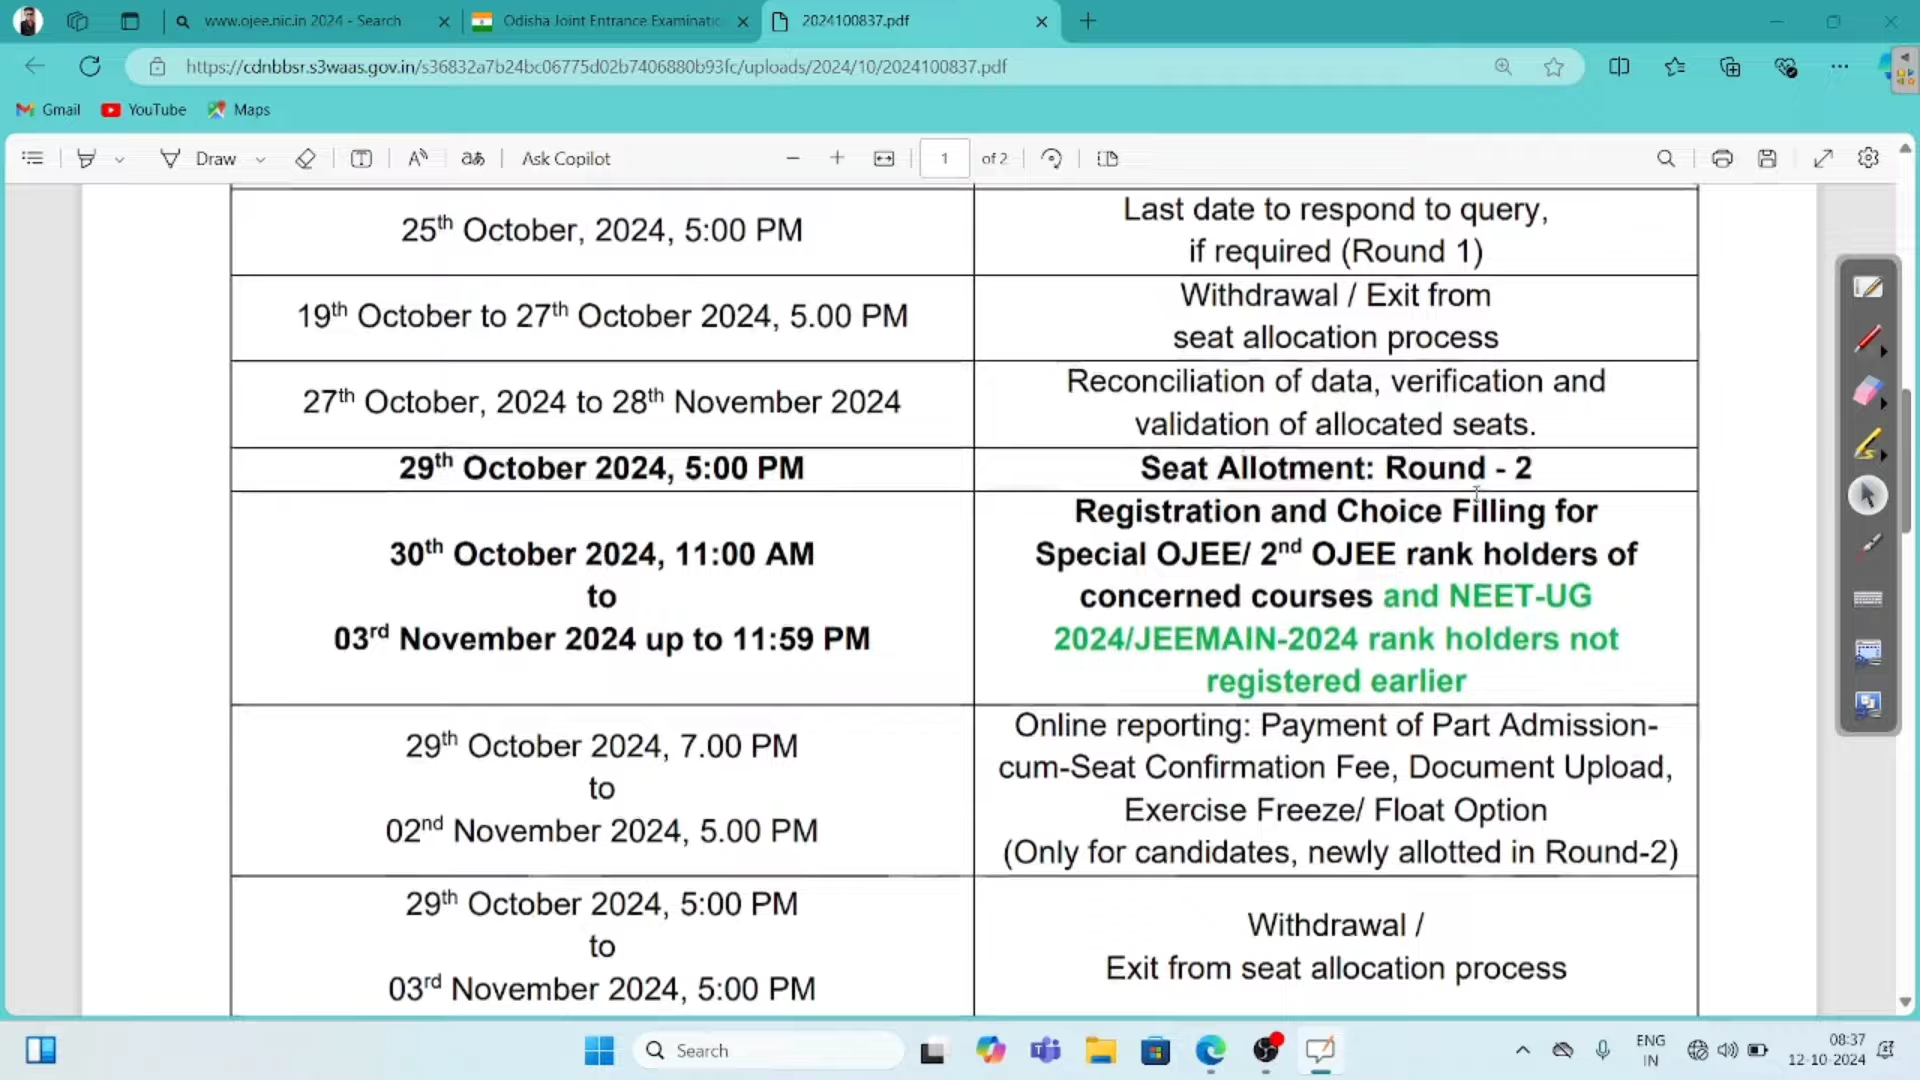 www.ojee.nic.in 2024 - Search
Odisha Joint Entrance Examinatic
2024100837.pdf
https://cdnbbsr.s3waas.gov.in/s36832a7b24bc06775d02b7406880b93fc/uploads/2024/10/2024100837.pdf
Gmail
YouTube
Maps
Draw
Ask Copilot
1 of 2
25th October, 2024, 5:00 PM
Last date to respond to query,
if required (Round 1)
19th October to 27th October 2024, 5.00 PM
Withdrawal / Exit from
seat allocation process
27th October, 2024 to 28th November 2024
Reconciliation of data, verification and
validation of allocated seats.
29th October 2024, 5:00 PM
Seat Allotment: Round - 2
30th October 2024, 11:00 AM
to
03rd November 2024 up to 11:59 PM
Registration and Choice Filling for
Special OJEE/ 2nd OJEE rank holders of
concerned courses and NEET-UG
2024/JEEMAIN-2024 rank holders not
registered earlier
29th October 2024, 7.00 PM
to
02nd November 2024, 5.00 PM
Online reporting: Payment of Part Admission-
cum-Seat Confirmation Fee, Document Upload,
Exercise Freeze/ Float Option
(Only for candidates, newly allotted in Round-2)
29th October 2024, 5:00 PM
to
03rd November 2024, 5:00 PM
Withdrawal /
Exit from seat allocation process
Search
ENG
IN
08:37
12-10-2024